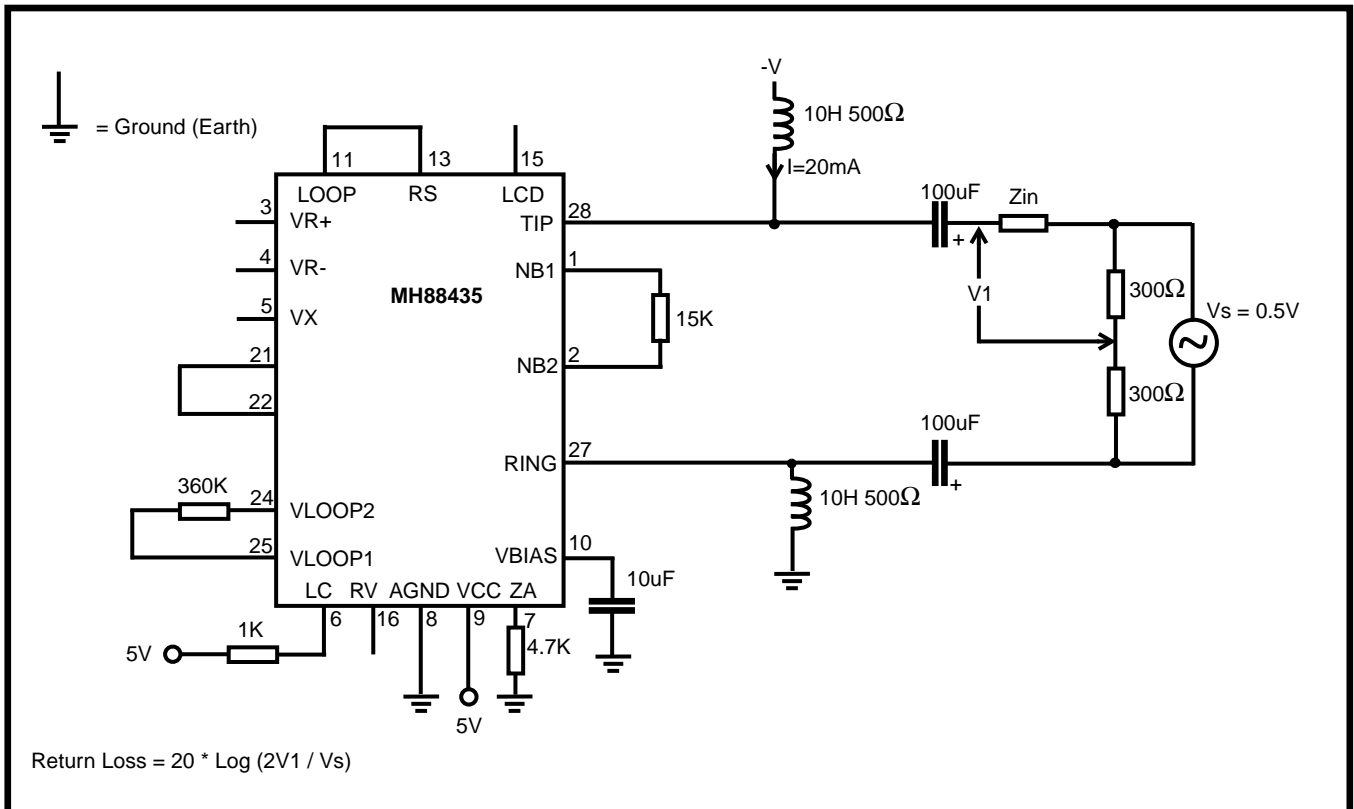 -V
10H 500Ω
= Ground (Earth)
I=20mA
11 13 15
LOOP RS LCD
100uF Zin
3 VR+ TIP 28
+
4 VR- NB1 1
MH88435
V1
300Ω
Vs = 0.5V
5 VX
15K
21
NB2 2
22
300Ω
100uF
RING 27
+
360K
24 VLOOP2
10H 500Ω
25 VLOOP1
VBIAS 10
10uF
LC RV AGND VCC ZA
6 16 8 9 7
1K
4.7K
5V
5V
Return Loss = 20 * Log (2V1 / Vs)